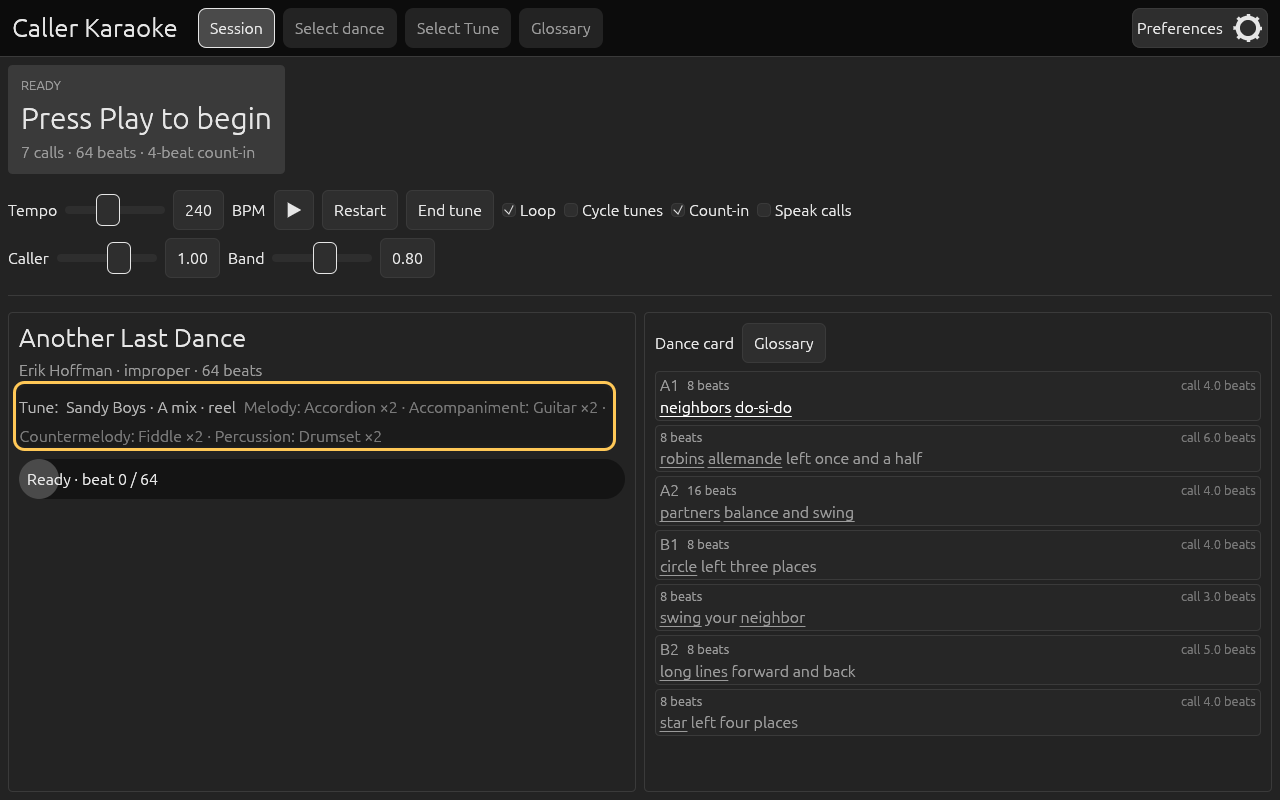 Caller Karaoke Session Select dance Select Tune Glossary Preferences
READY
Press Play to begin
7 calls · 64 beats · 4-beat count-in
Tempo 240 BPM Restart End tune Loop Cycle tunes Count-in Speak calls
Caller 1.00 Band 0.80
Another Last Dance
Erik Hoffman · improper · 64 beats
Tune: Sandy Boys · A mix · reel Melody: Accordion ×2 · Accompaniment: Guitar ×2 ·
Countermelody: Fiddle ×2 · Percussion: Drumset ×2
Ready · beat 0 / 64
Dance card Glossary
A1 8 beats call 4.0 beats
neighbors do-si-do
8 beats call 6.0 beats
robins allemande left once and a half
A2 16 beats call 4.0 beats
partners balance and swing
B1 8 beats call 4.0 beats
circle left three places
8 beats call 3.0 beats
swing your neighbor
B2 8 beats call 5.0 beats
long lines forward and back
8 beats call 4.0 beats
star left four places